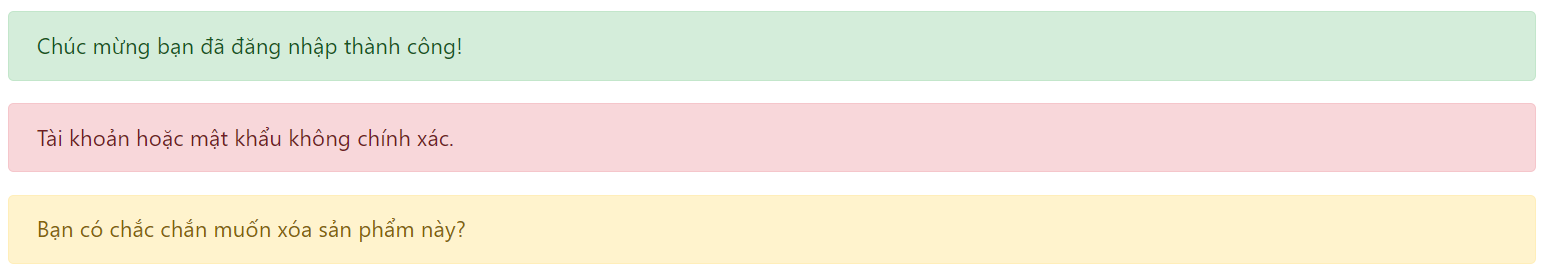 Chúc mừng bạn đã đăng nhập thành công!
Tài khoản hoặc mật khẩu không chính xác.
Bạn có chắc chắn muốn xóa sản phẩm này?